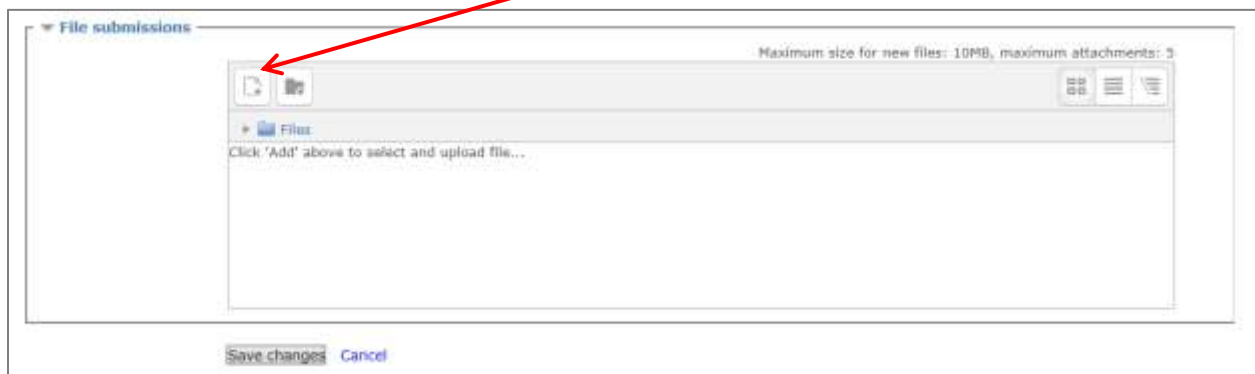 File submissions
Maximum size for new files: 10MB, maximum attachments: 5
Files
Click 'Add' above to select and upload file...
Save changes Cancel